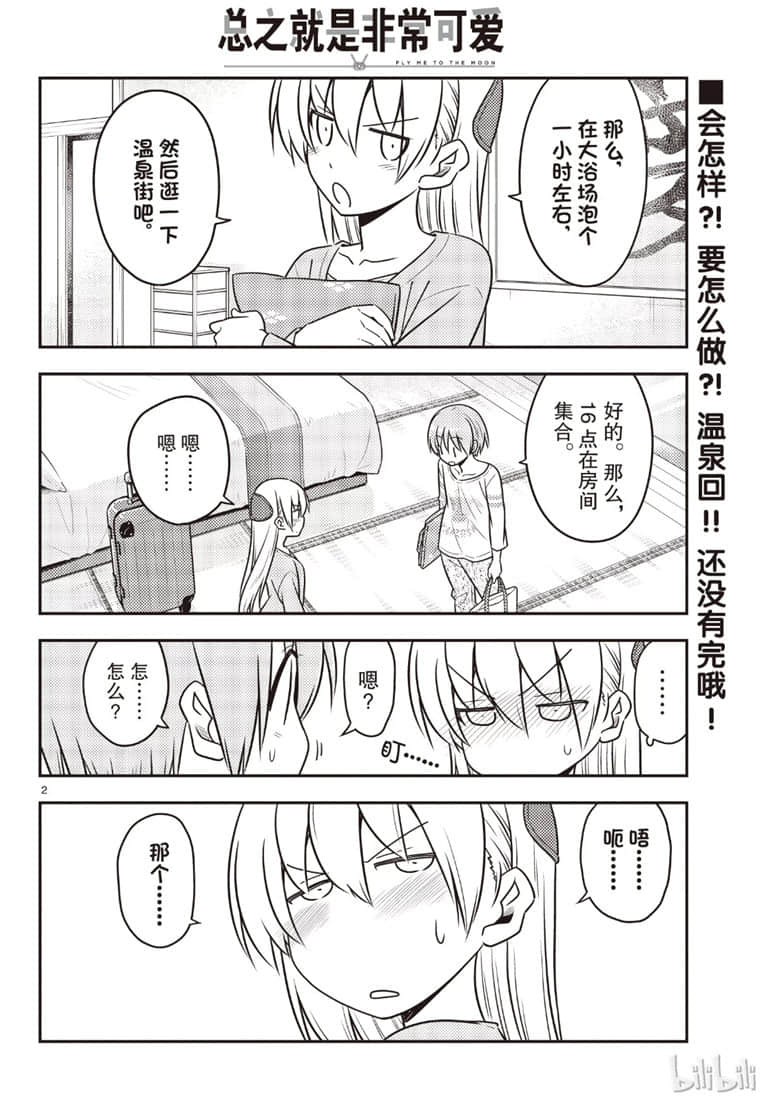 总之就是非常可爱
FLY ME TO THE MOON
■会怎样?! 要怎么做?! 温泉回!! 还没有完哦!
那么,
在大浴场泡个
一小时左右,
然后逛一下
温泉街吧。
好的。那么,
16点在房间
集合。
嗯……
嗯……
……
盯……
嗯?
怎……
怎么?
唔……
呃……
那个……
2
bilibili